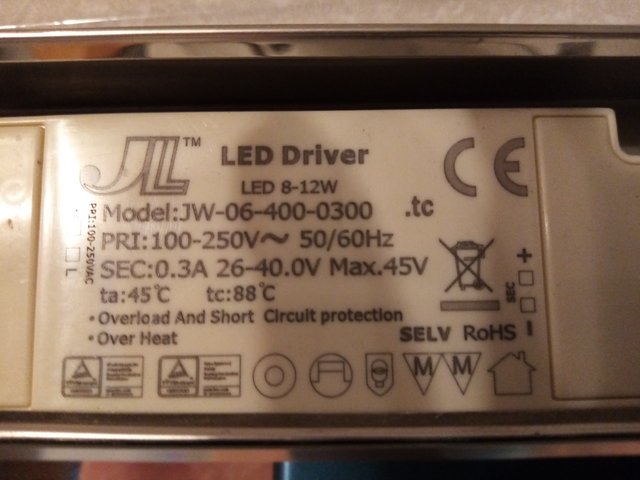 JLL™
LED Driver
LED 8-12W
Model:JW-06-400-0300
.tc
PRI:100-250V~ 50/60Hz
SEC:0.3A 26-40.0V Max.45V
ta:45℃ tc:88℃
•Overload And Short Circuit protection
•Over Heat
SELV RoHS
CE
PRI:100-250VAC
L
SEC
+
-
M M